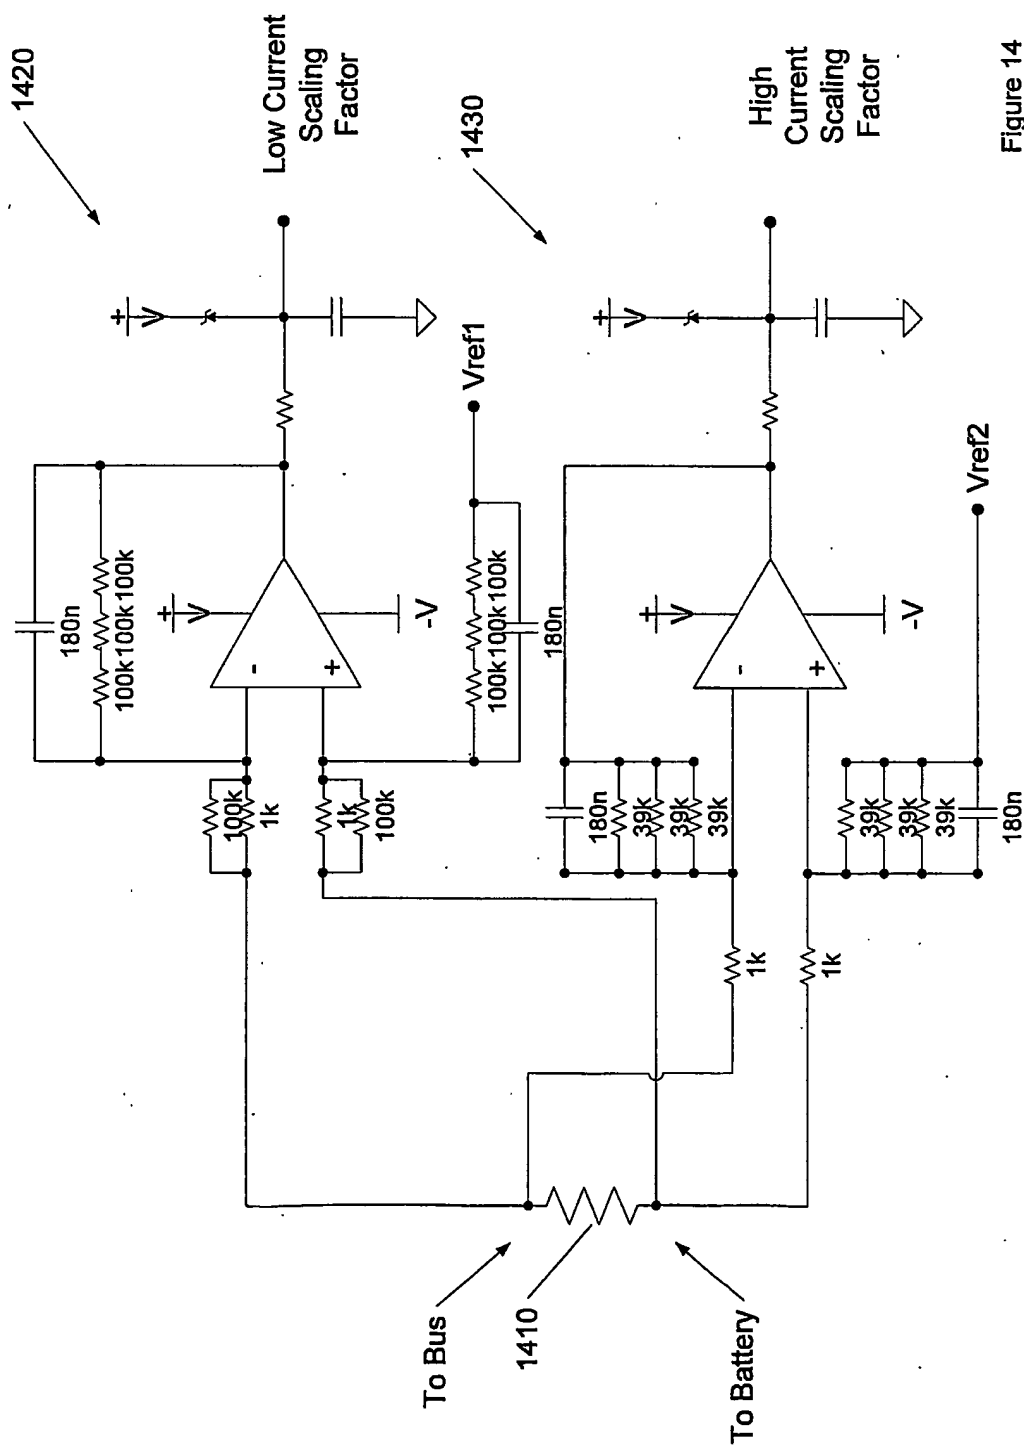 1420
Low Current
Scaling
Factor
+
V
180n
100k100k100k
+
V
-
+
-V
100k
1k
1k
100k
Vref1
100k100k100k
180n
1430
High
Current
Scaling
Factor
+
V
+
V
-
+
-V
180n
39k
39k
39k
1k
1k
39k
39k
39k
180n
Vref2
To Bus
1410
To Battery
Figure 14